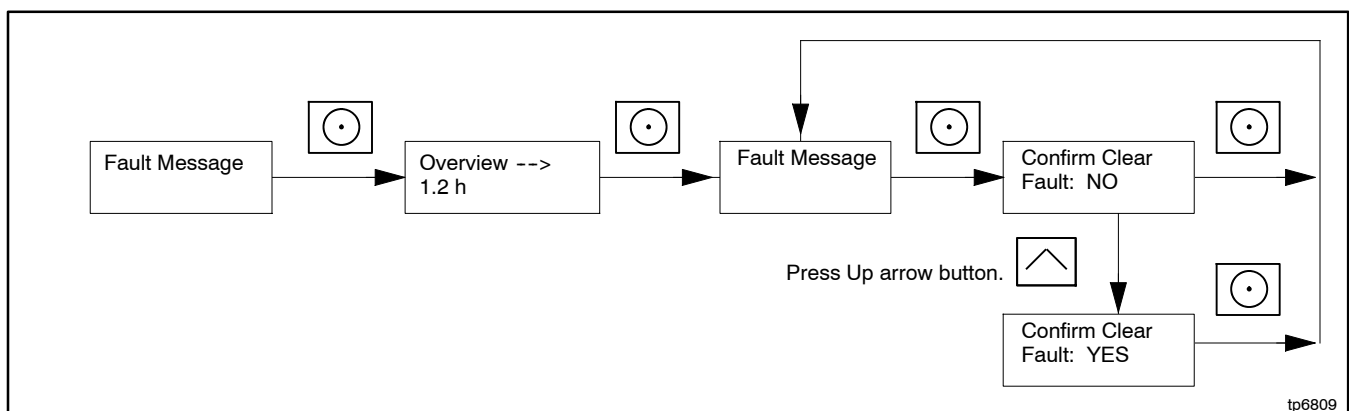 Fault Message
Overview -->
1.2 h
Fault Message
Confirm Clear
Fault: NO
Press Up arrow button.
Confirm Clear
Fault: YES
tp6809